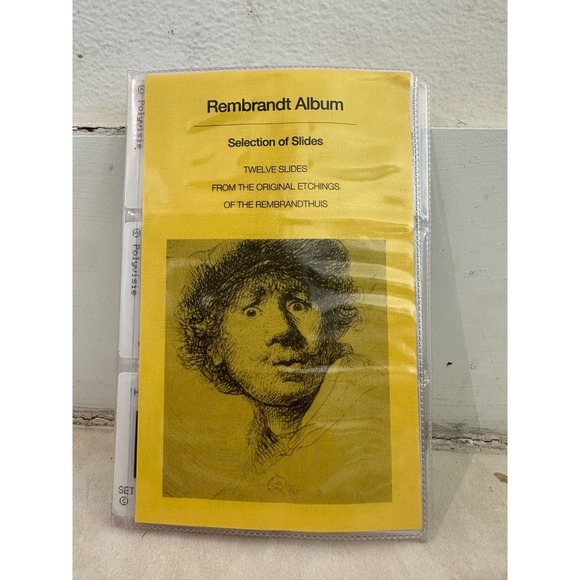 Rembrandt Album
Selection of Slides
TWELVE SLIDES
FROM THE ORIGINAL ETCHINGS
OF THE REMBRANDTHUIS
© Polyvisie
© Polyvisie
SET
©